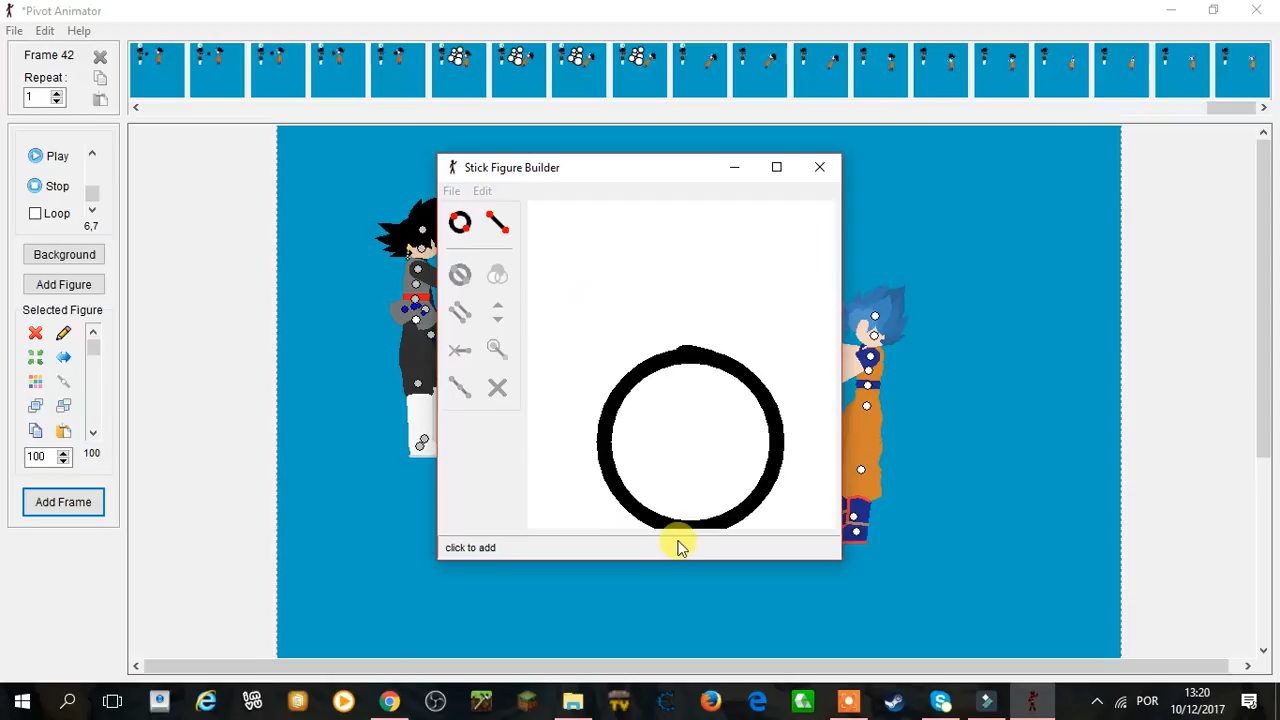 *Pivot Animator
File Edit Help
Frame 42
Repeat :
1
Play
Stop
Loop
6,7
Background
Add Figure
Selected Figure
100 100
Add Frame
Stick Figure Builder
File Edit
click to add
TV
POR
13:20
10/12/2017